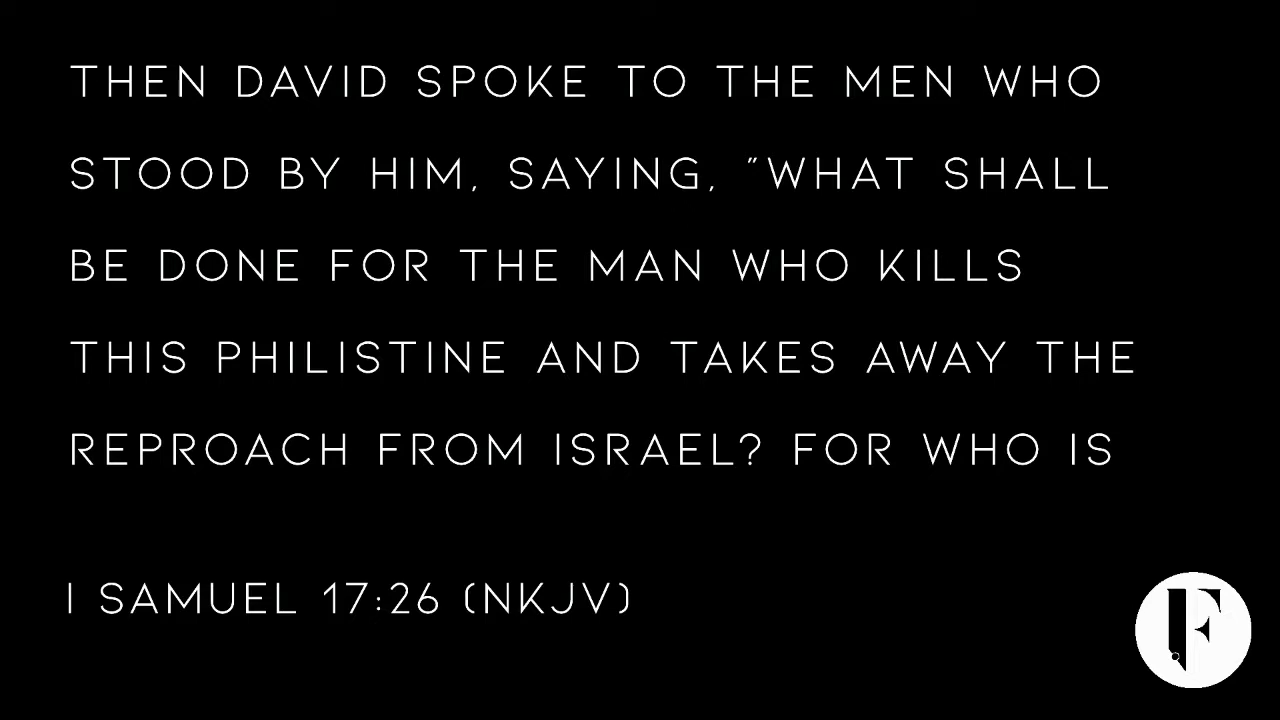 THEN DAVID SPOKE TO THE MEN WHO
STOOD BY HIM, SAYING, "WHAT SHALL
BE DONE FOR THE MAN WHO KILLS
THIS PHILISTINE AND TAKES AWAY THE
REPROACH FROM ISRAEL? FOR WHO IS
I SAMUEL 17:26 (NKJV)
F